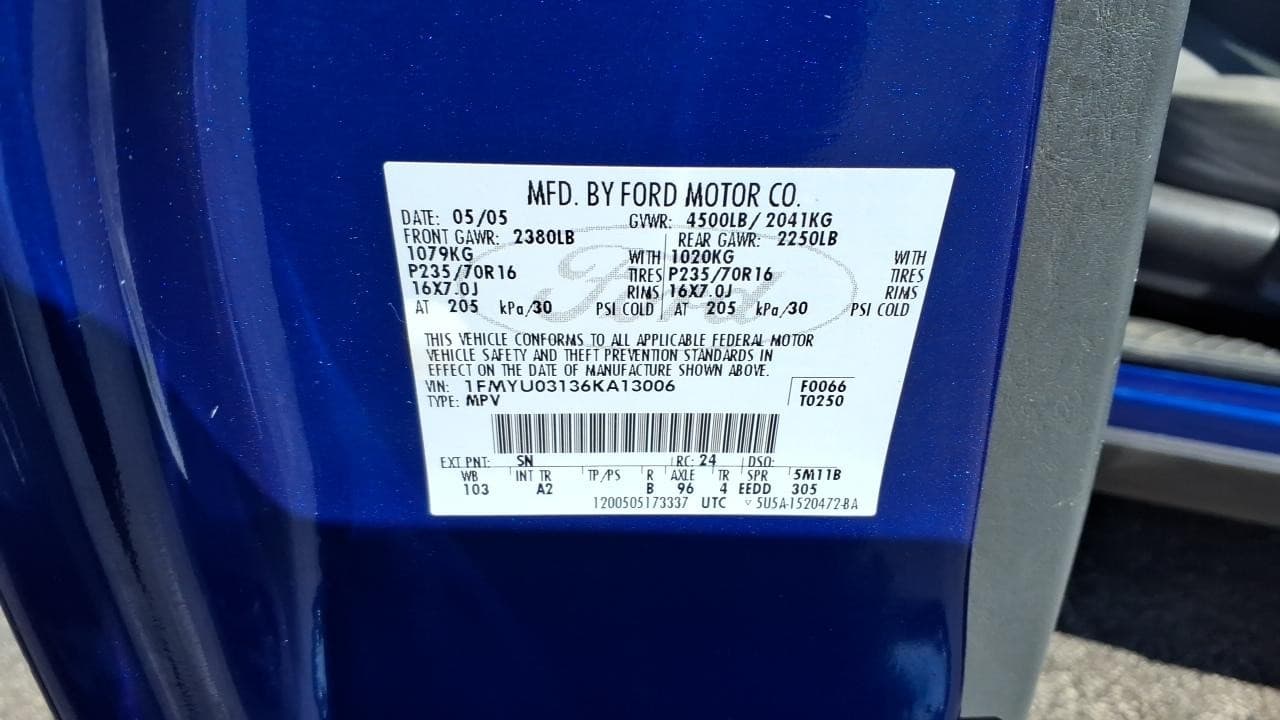 MFD. BY FORD MOTOR CO.
DATE: 05/05 GVWR: 4500LB/ 2041KG
FRONT GAWR: 2380LB REAR GAWR: 2250LB
1079KG WITH 1020KG WITH
P235/70R16 TIRES P235/70R16 TIRES
16X7.0J RIMS 16X7.0J RIMS
AT 205 kPa/30 PSI COLD AT 205 kPa/30 PSI COLD
Ford
THIS VEHICLE CONFORMS TO ALL APPLICABLE FEDERAL MOTOR
VEHICLE SAFETY AND THEFT PREVENTION STANDARDS IN
EFFECT ON THE DATE OF MANUFACTURE SHOWN ABOVE.
VIN: 1FMYU03136KA13006 F0066
TYPE: MPV T0250
EXT PNT: SN RC: 24 DSO:
WB INT TR TP/PS R AXLE TR SPR 5M11B
103 A2 B 96 4 EEDD 305
1200505173337 UTC 5U5A-1520472-BA